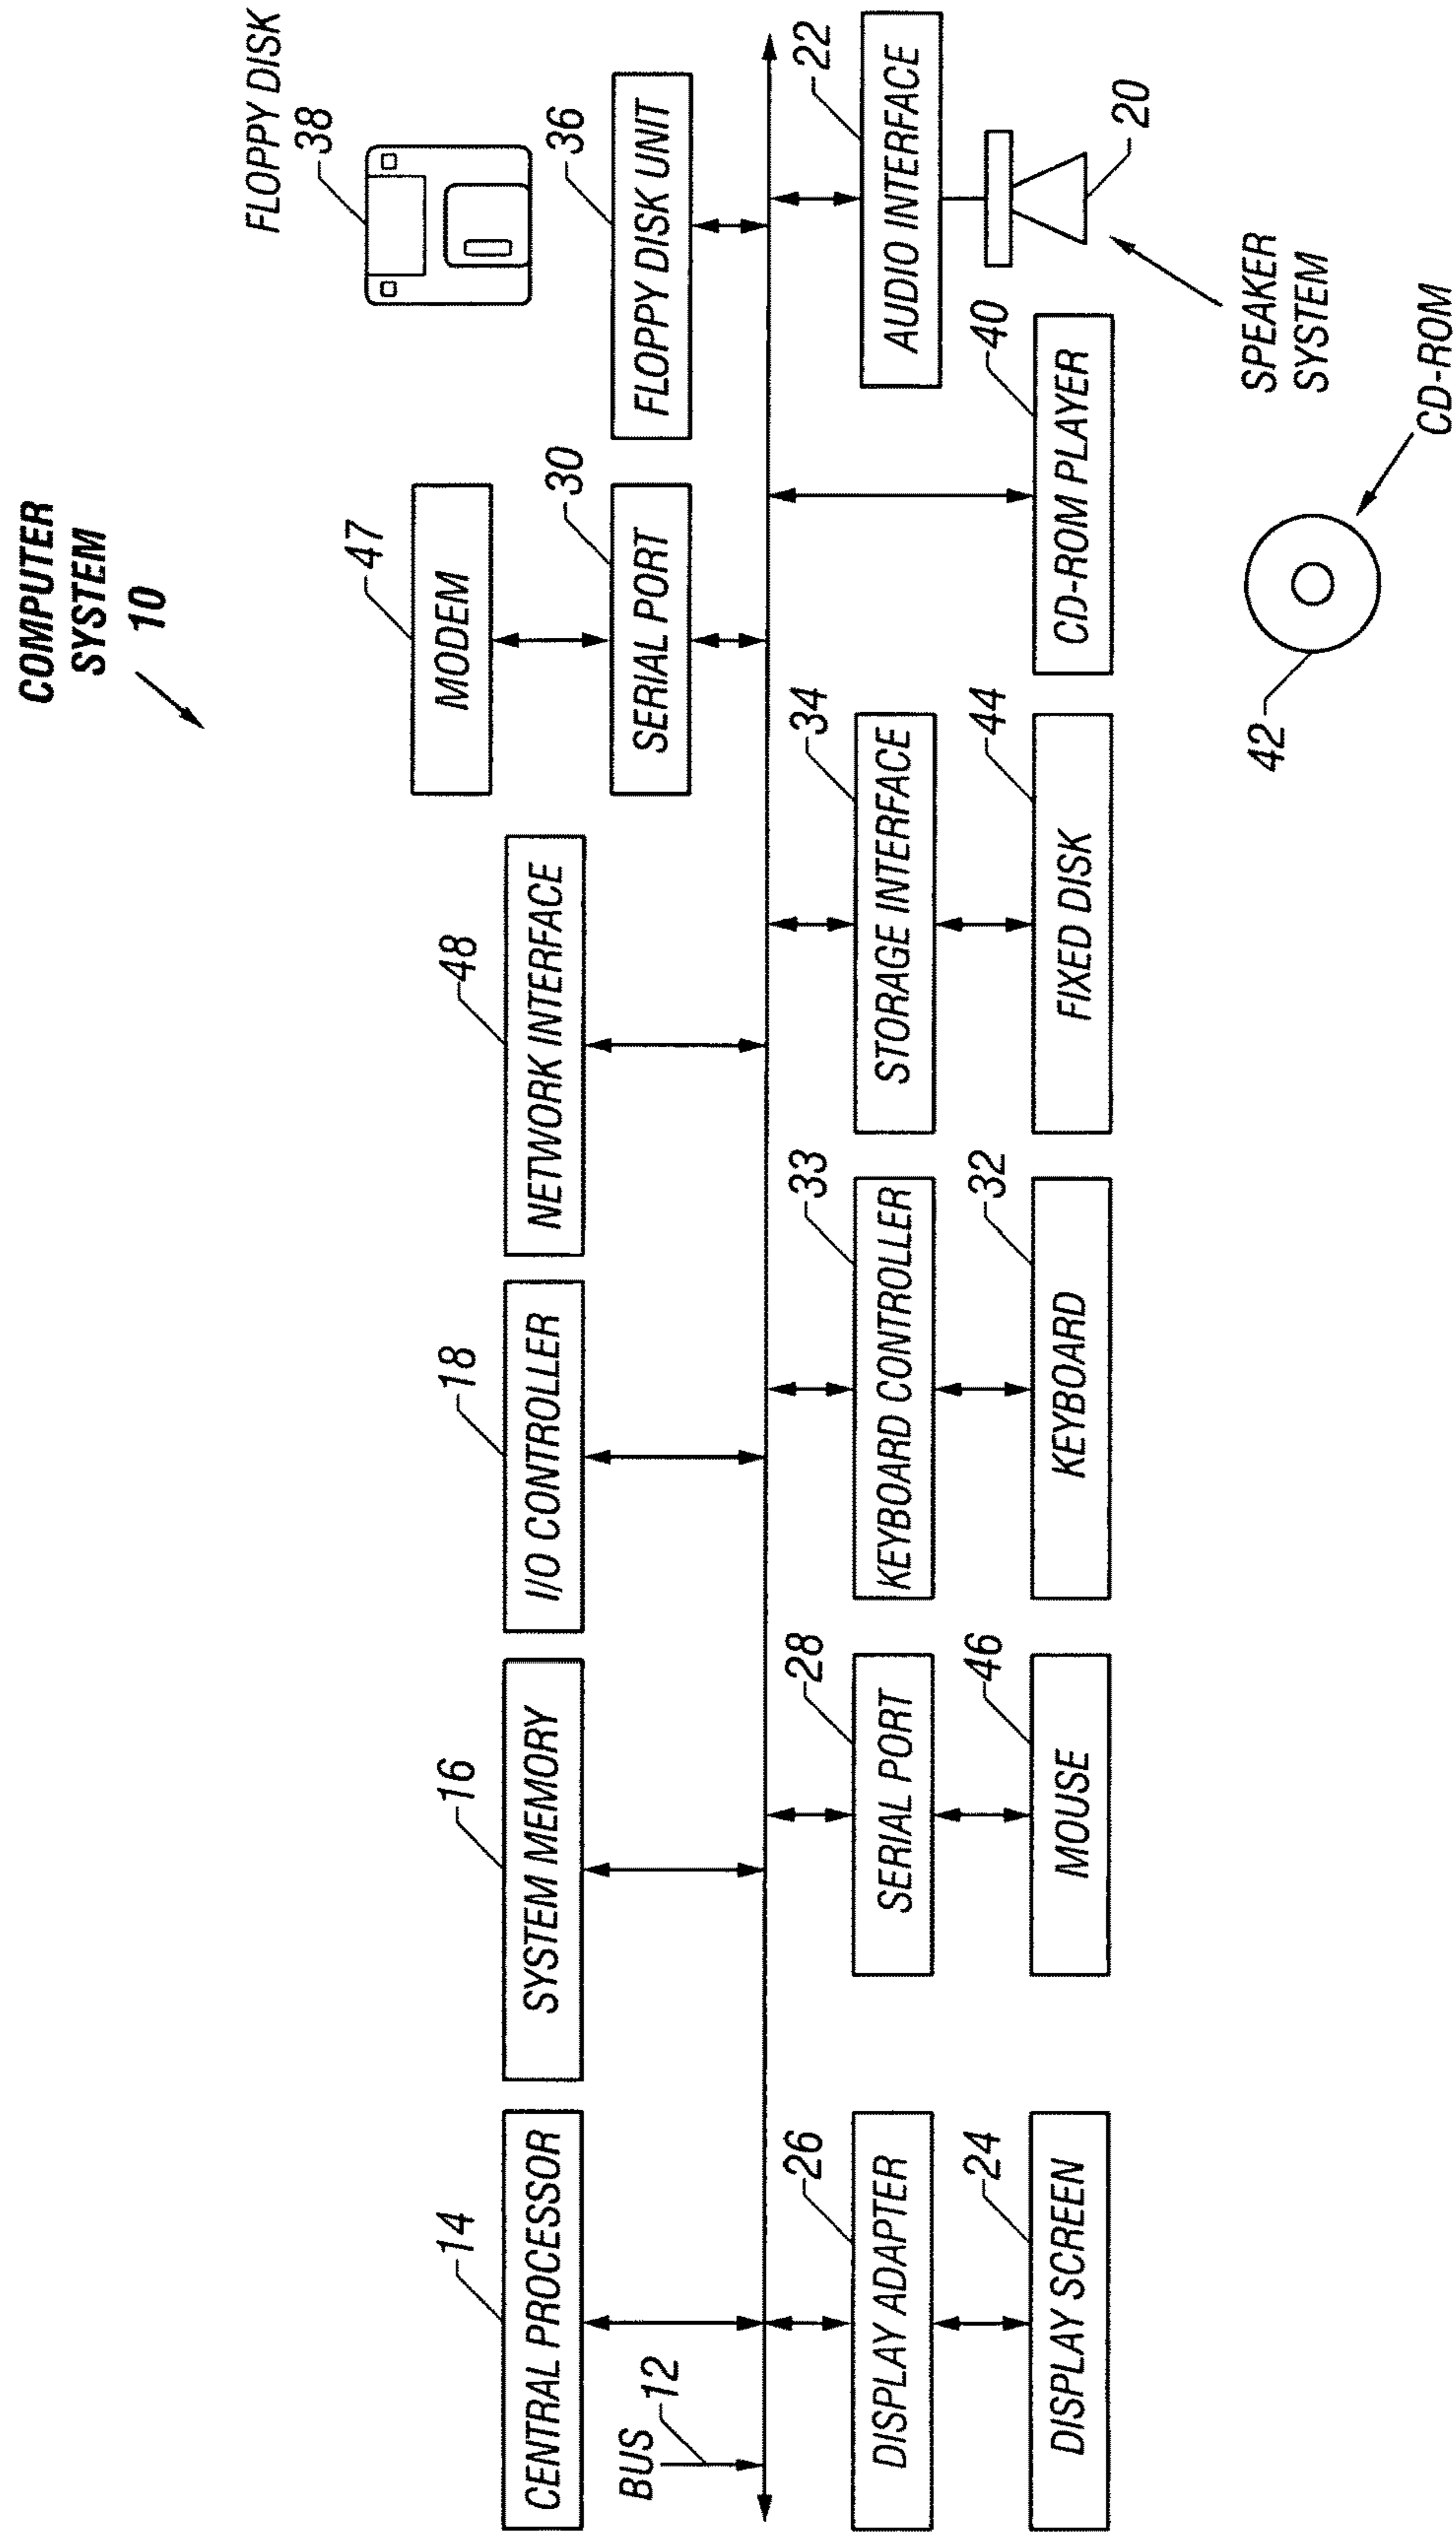 COMPUTER
SYSTEM
10
FLOPPY DISK
38
47
MODEM
14
CENTRAL PROCESSOR
16
SYSTEM MEMORY
18
I/O CONTROLLER
48
NETWORK INTERFACE
30
SERIAL PORT
36
FLOPPY DISK UNIT
BUS
12
26
DISPLAY ADAPTER
28
SERIAL PORT
33
KEYBOARD CONTROLLER
34
STORAGE INTERFACE
22
AUDIO INTERFACE
24
DISPLAY SCREEN
46
MOUSE
32
KEYBOARD
44
FIXED DISK
40
CD-ROM PLAYER
20
SPEAKER
SYSTEM
42
CD-ROM